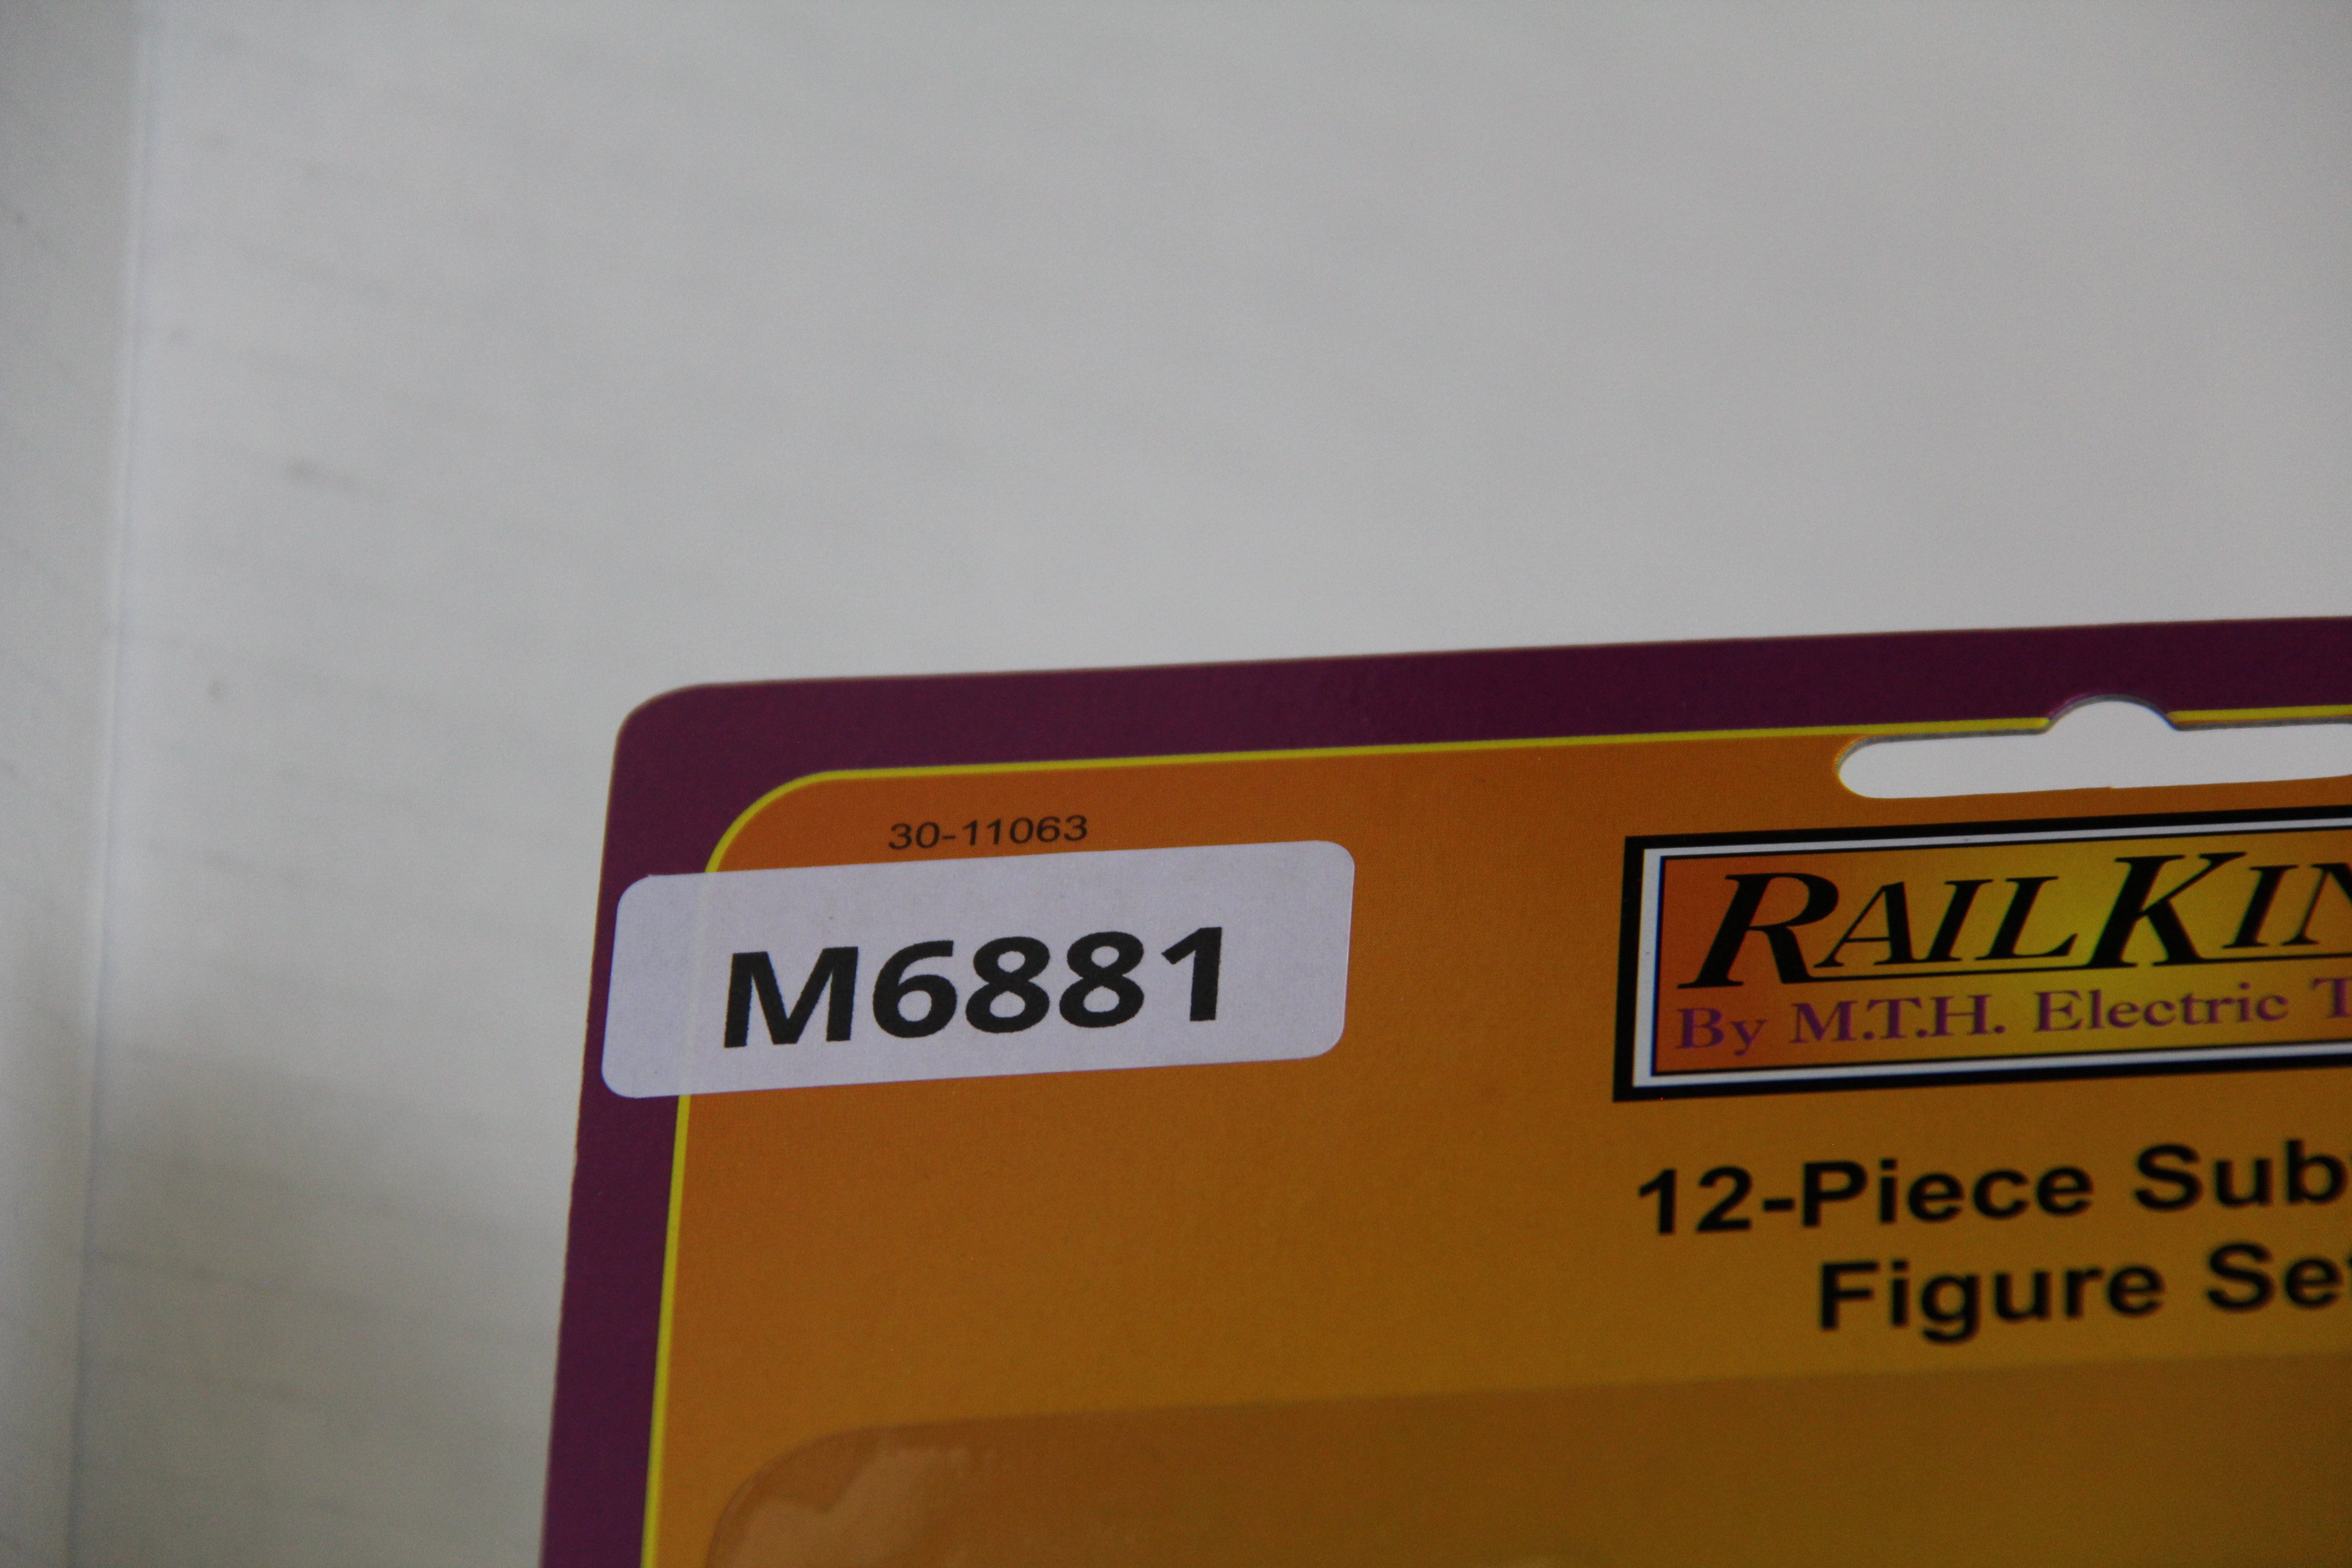 30-11063
M6881
RAILKIN
By M.T.H. Electric T
12-Piece Sub
Figure Se